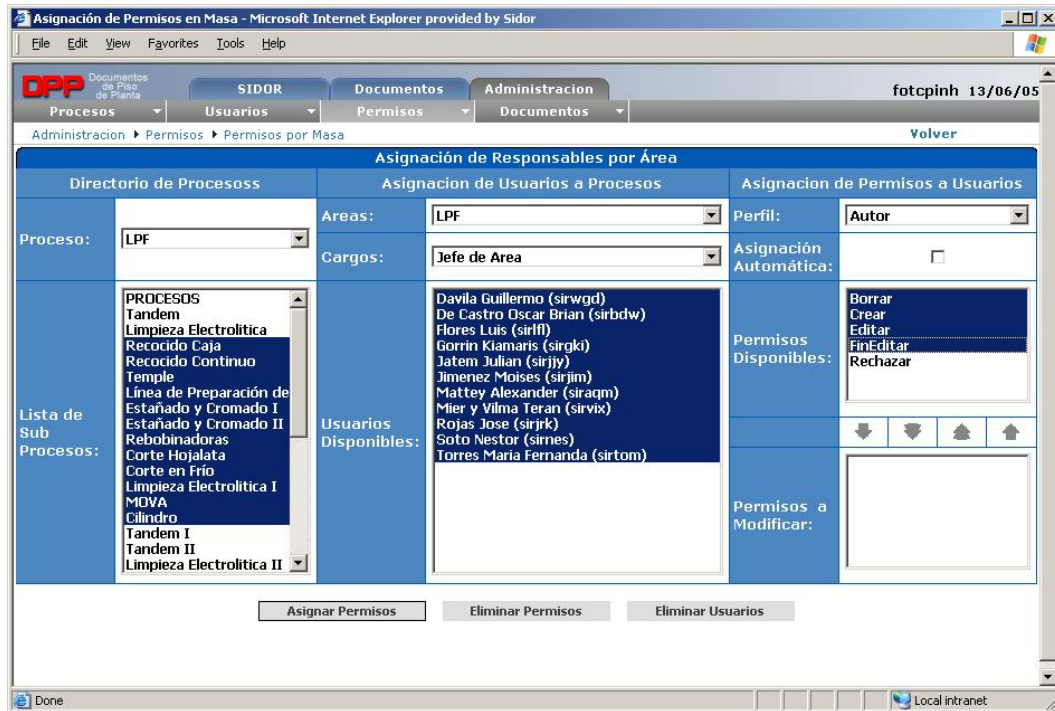 Asignación de Permisos en Masa - Microsoft Internet Explorer provided by Sidor
File Edit View Favorites Tools Help
DPP Documentos de Piso de Planta
SIDOR Documentos Administracion
fotcpinh 13/06/05
Procesos Usuarios Permisos Documentos
Administracion Permisos Permisos por Masa
Volver
Asignación de Responsables por Área
Directorio de Procesoss
Asignacion de Usuarios a Procesos
Asignacion de Permisos a Usuarios
Proceso:
LPF
Areas:
LPF
Cargos:
Jefe de Area
Perfil:
Autor
Asignación
Automática:
Lista de
Sub
Procesos:
PROCESOS
Tandem
Limpieza Electrolitica
Recocido Caja
Recocido Continuo
Temple
Línea de Preparación de
Estañado y Cromado I
Estañado y Cromado II
Rebobinadoras
Corte Hojalata
Corte en Frío
Limpieza Electrolitica I
MOVA
Cilindro
Tandem I
Tandem II
Limpieza Electrolitica II
Usuarios
Disponibles:
Davila Guillermo (sirwgd)
De Castro Oscar Brian (sirbdw)
Flores Luis (sirlfl)
Gorrin Kiamaris (sirgki)
Jatem Julian (sirjjy)
Jimenez Moises (sirjim)
Mattey Alexander (siraqm)
Mier y Vilma Teran (sirvix)
Rojas Jose (sirjrk)
Soto Nestor (sirnes)
Torres Maria Fernanda (sirtom)
Permisos
Disponibles:
Borrar
Crear
Editar
FinEditar
Rechazar
Permisos a
Modificar:
Asignar Permisos
Eliminar Permisos
Eliminar Usuarios
Done
Local intranet